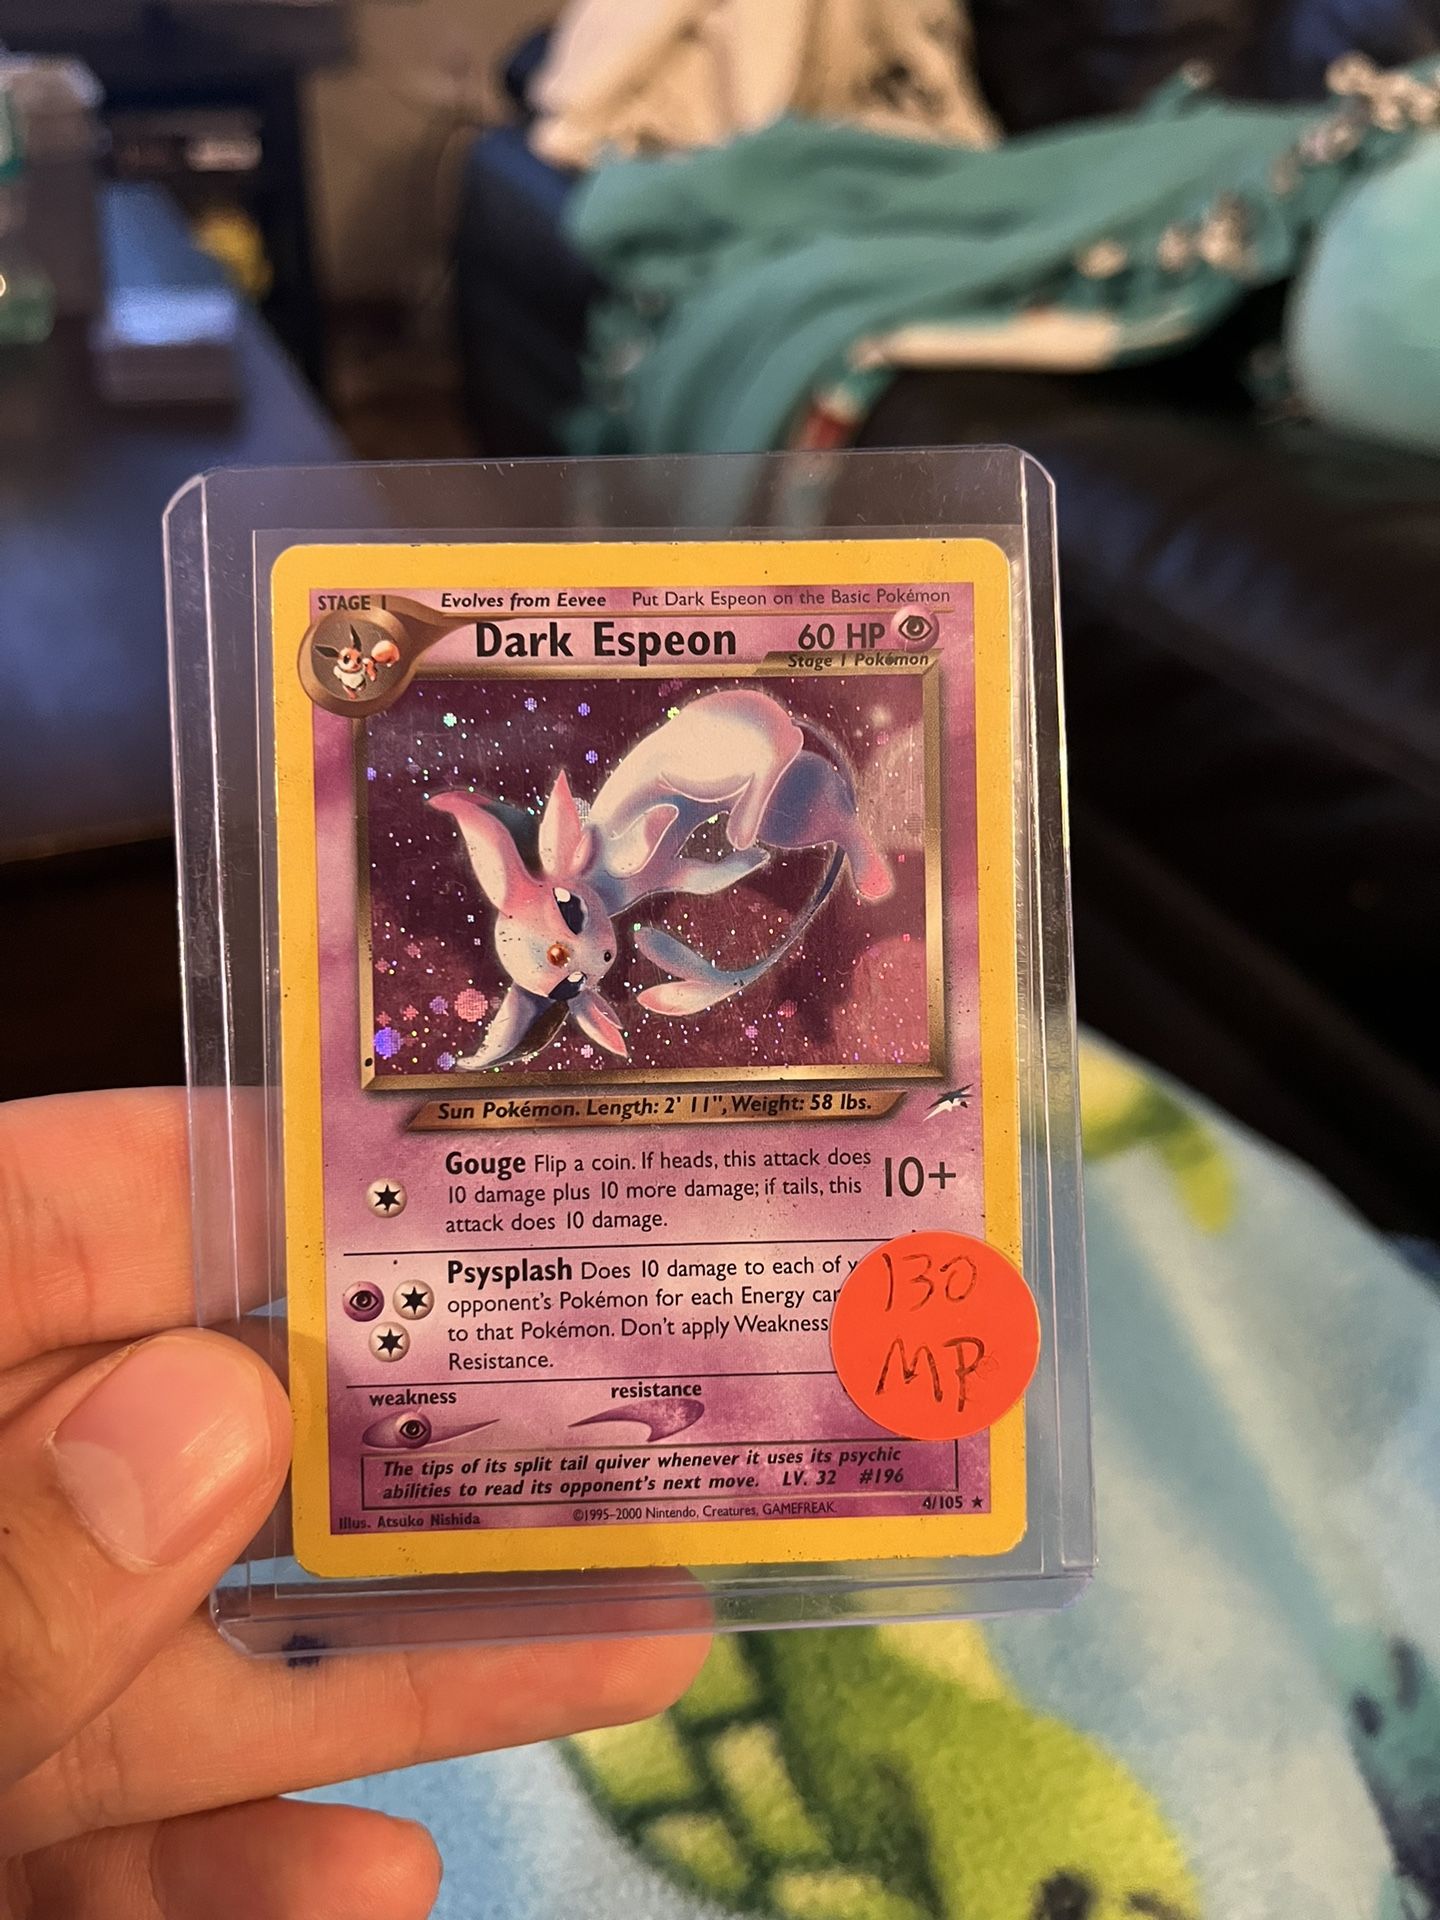 STAGE 1 Evolves from Eevee Put Dark Espeon on the Basic Pokémon
Dark Espeon 60 HP
Stage 1 Pokémon
Sun Pokémon. Length: 2' 11", Weight: 58 lbs.
Gouge Flip a coin. If heads, this attack does
10 damage plus 10 more damage; if tails, this
attack does 10 damage.
10+
Psysplash Does 10 damage to each of y
opponent's Pokémon for each Energy car
to that Pokémon. Don't apply Weakness
Resistance.
130
MP
weakness resistance
The tips of its split tail quiver whenever it uses its psychic
abilities to read its opponent's next move. LV. 32 #196
Illus. Atsuko Nishida ©1995–2000 Nintendo, Creatures, GAMEFREAK. 4/105 ★